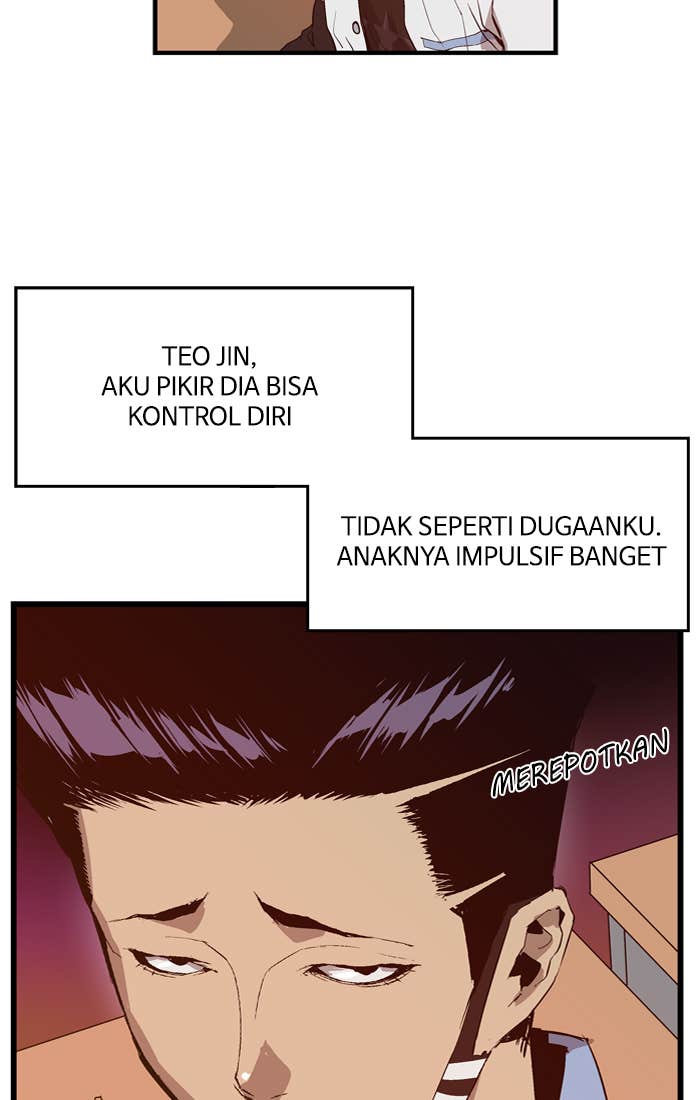 TEO JIN,
AKU PIKIR DIA BISA
KONTROL DIRI
TIDAK SEPERTI DUGAANKU.
ANAKNYA IMPULSIF BANGET
MEREPOTKAN